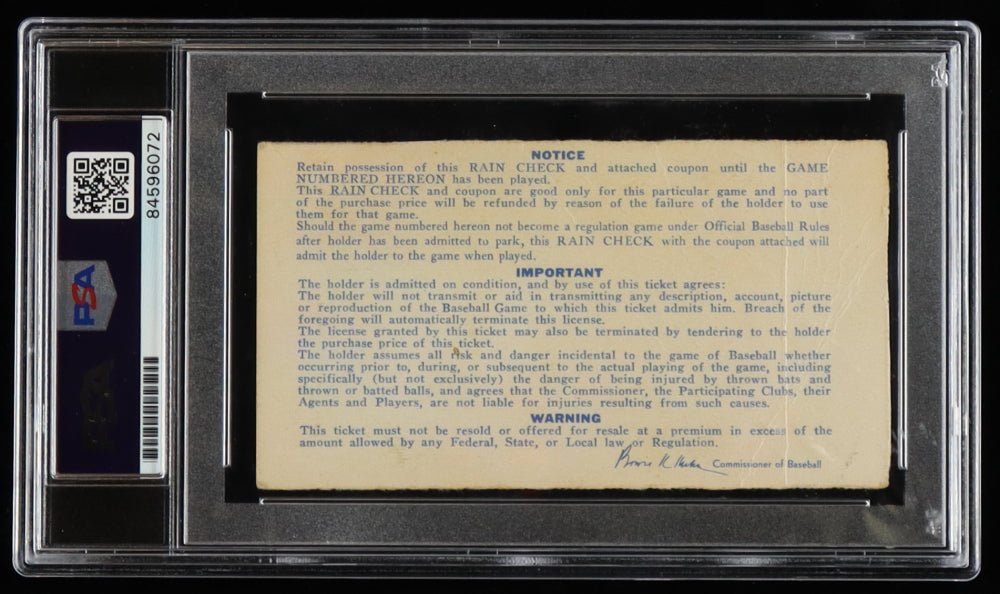 84596072
PSA
PSA
NOTICE
Retain possession of this RAIN CHECK and attached coupon until the GAME
NUMBERED HEREON has been played.
This RAIN CHECK and coupon are good only for this particular game and no part
of the purchase price will be refunded by reason of the failure of the holder to use
them for that game.
Should the game numbered hereon not become a regulation game under Official Baseball Rules
after holder has been admitted to park, this RAIN CHECK with the coupon attached will
admit the holder to the game when played.
IMPORTANT
The holder is admitted on condition, and by use of this ticket agrees:
The holder will not transmit or aid in transmitting any description, account, picture
or reproduction of the Baseball Game to which this ticket admits him. Breach of the
foregoing will automatically terminate this license.
The license granted by this ticket may also be terminated by tendering to the holder
the purchase price of this ticket.
The holder assumes all risk and danger incidental to the game of Baseball whether
occurring prior to, during, or subsequent to the actual playing of the game, including
specifically (but not exclusively) the danger of being injured by thrown bats and
thrown or batted balls, and agrees that the Commissioner, the Participating Clubs, their
Agents and Players, are not liable for injuries resulting from such causes.
WARNING
This ticket must not be resold or offered for resale at a premium in excess of the
amount allowed by any Federal, State, or Local law or Regulation.
Bowie K Kuhn Commissioner of Baseball